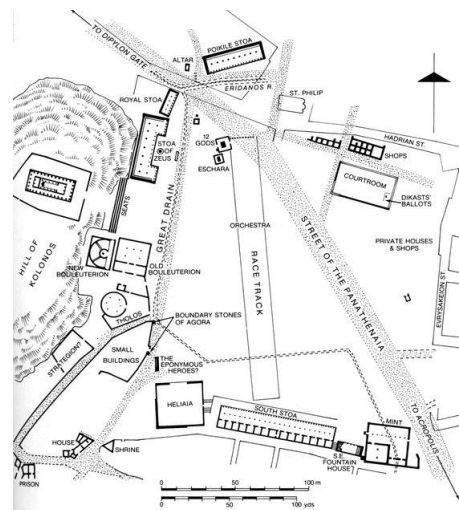 TO DIPYLON GATE
POIKILE STOA
ALTAR
ERIDANOS R.
ROYAL STOA
ST. PHILIP
STOA
OF
ZEUS
12
GODS
ESCHARA
HADRIAN ST.
SHOPS
COURTROOM
DIKASTS'
BALLOTS
SEATS
GREAT DRAIN
HILL OF
KOLONOS
ORCHESTRA
RACE TRACK
STREET OF THE PANATHENAIA
PRIVATE HOUSES
& SHOPS
EVRYSAKEION ST.
NEW
BOULEUTERION
OLD
BOULEUTERION
THOLOS
BOUNDARY STONES
OF AGORA
STRATEGION?
SMALL
BUILDINGS
THE
EPONYMOUS
HEROES?
HELIAIA
SOUTH STOA
TO ACROPOLIS
MINT
S.E.
FOUNTAIN
HOUSE
HOUSE
SHRINE
PRISON
0 50 100 m
0 50 100 yds